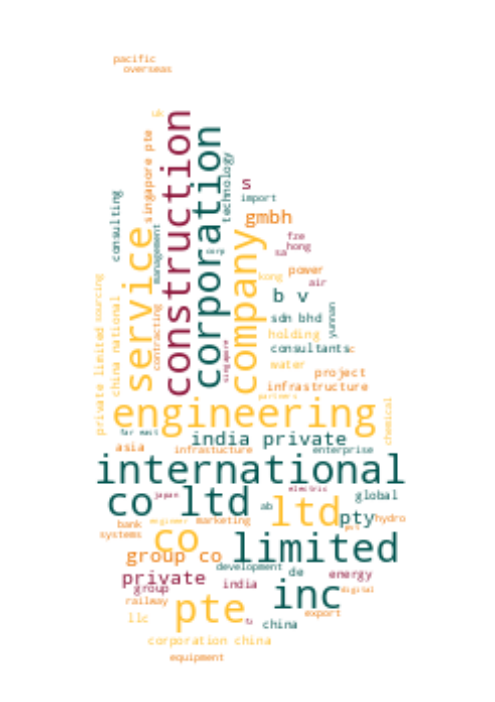 pacific
overseas
uk
construction
corporation
singapore pte
technology
s
import
consulting
gmbh
service
management
company
fze
hong
sa
corp
kong
power
air
private limited sourcing
china national
contracting
b v
yunnan
sdn bhd
holding
singapore
consultants
c
water
project
infrastructure
partners
engineering
chemical
far east
india private
asia
infrastucture
enterprise
international
japan
electric
co ltd
global
ab
ltd
pty
hydro
bank
engineer
marketing
systems
co
limited
group co
development
de
private
energy
group
india
inc
digital
railway
pte
export
llc
china
corporation china
equipment